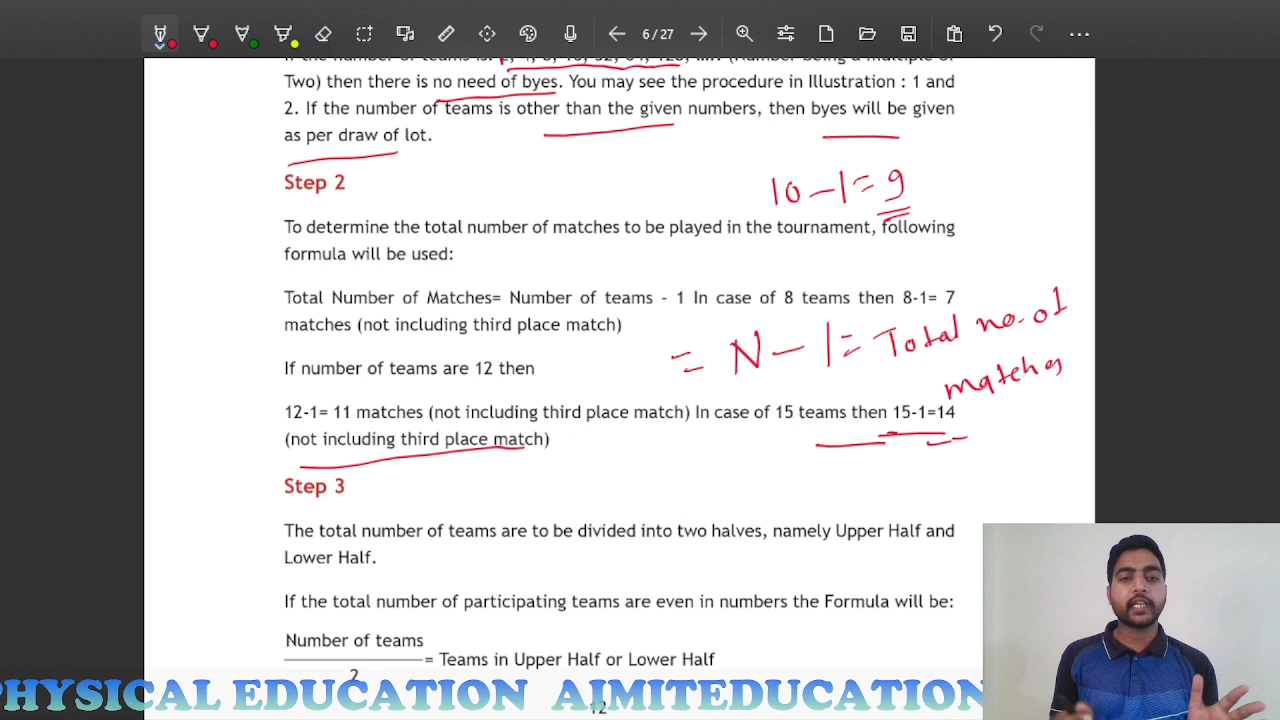 6/27
Two) then there is no need of byes. You may see the procedure in Illustration : 1 and
2. If the number of teams is other than the given numbers, then byes will be given
as per draw of lot.
Step 2
10-1=9
To determine the total number of matches to be played in the tournament, following
formula will be used:
Total Number of Matches= Number of teams - 1 In case of 8 teams then 8-1= 7
matches (not including third place match)
= N-1= Total no. of
matches
If number of teams are 12 then
12-1= 11 matches (not including third place match) In case of 15 teams then 15-1=14
(not including third place match)
Step 3
The total number of teams are to be divided into two halves, namely Upper Half and
Lower Half.
If the total number of participating teams are even in numbers the Formula will be:
Number of teams
2
= Teams in Upper Half or Lower Half
PHYSICAL EDUCATION AIMITEDUCATION
12